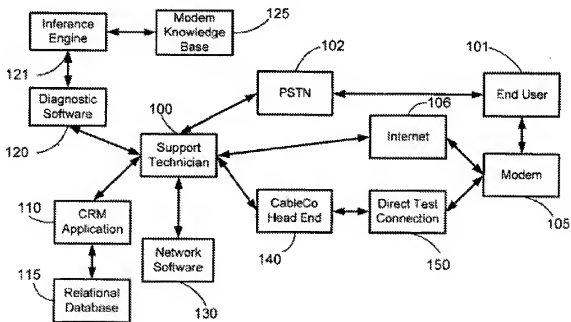 125
Inference
Engine
Modem
Knowledge
Base
121
102
101
PSTN
End User
Diagnostic
Software
120
100
106
Support
Technician
Internet
Modem
105
110
CRM
Application
CableCo
Head End
140
Direct Test
Connection
150
115
Relational
Database
Network
Software
130